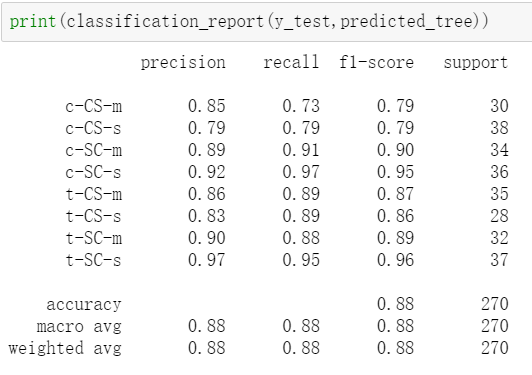 print(classification_report(y_test,predicted_tree))
precision recall f1-score support
c-CS-m 0.85 0.73 0.79 30
c-CS-s 0.79 0.79 0.79 38
c-SC-m 0.89 0.91 0.90 34
c-SC-s 0.92 0.97 0.95 36
t-CS-m 0.86 0.89 0.87 35
t-CS-s 0.83 0.89 0.86 28
t-SC-m 0.90 0.88 0.89 32
t-SC-s 0.97 0.95 0.96 37
accuracy 0.88 270
macro avg 0.88 0.88 0.88 270
weighted avg 0.88 0.88 0.88 270